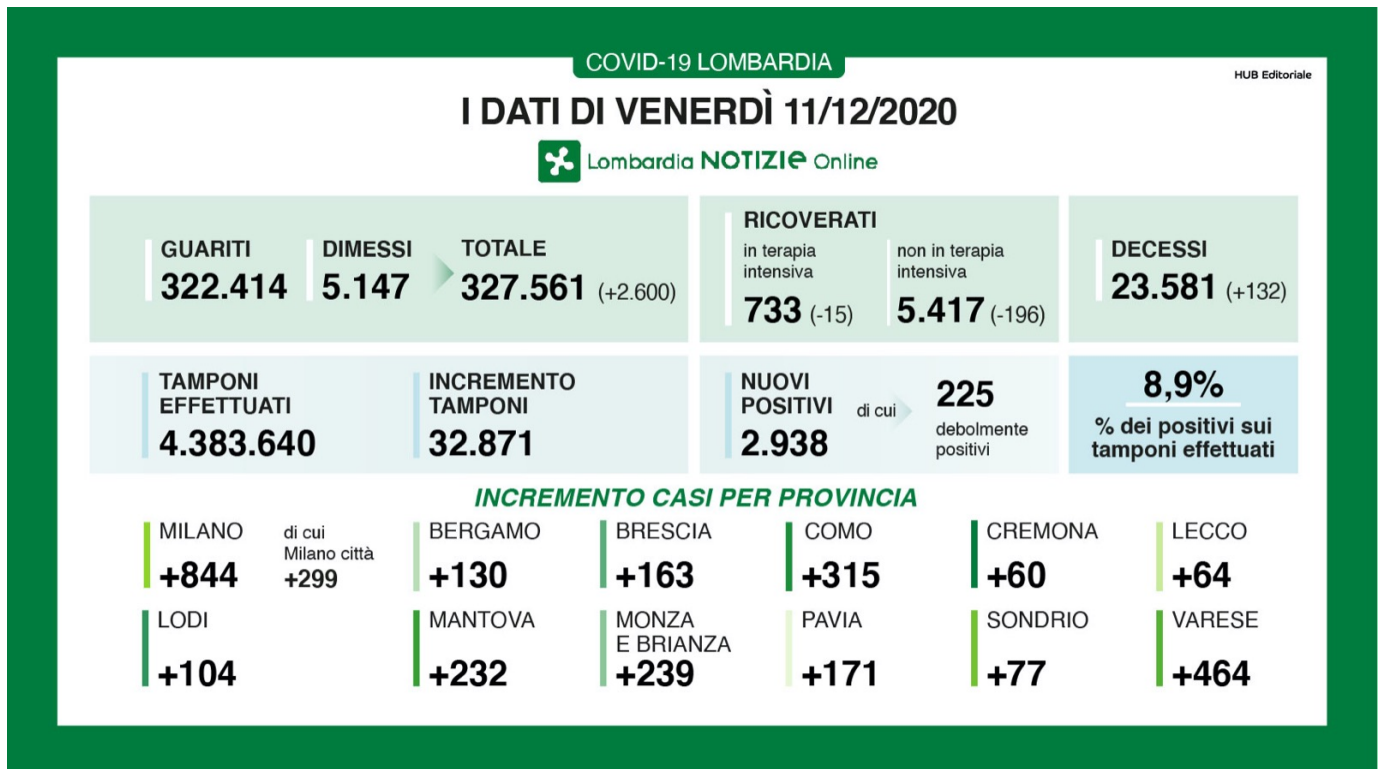 COVID-19 LOMBARDIA
HUB Editoriale
I DATI DI VENERDÌ 11/12/2020
Lombardia NOTIZIE Online
GUARITI
322.414
DIMESSI
5.147
TOTALE
327.561 (+2.600)
RICOVERATI
in terapia
intensiva
733 (-15)
non in terapia
intensiva
5.417 (-196)
DECESSI
23.581 (+132)
TAMPONI
EFFETTUATI
4.383.640
INCREMENTO
TAMPONI
32.871
NUOVI
POSITIVI
2.938
di cui
225
debolmente
positivi
8,9%
% dei positivi sui
tamponi effettuati
INCREMENTO CASI PER PROVINCIA
MILANO
+844
di cui
Milano città
+299
BERGAMO
+130
BRESCIA
+163
COMO
+315
CREMONA
+60
LECCO
+64
LODI
+104
MANTOVA
+232
MONZA
E BRIANZA
+239
PAVIA
+171
SONDRIO
+77
VARESE
+464